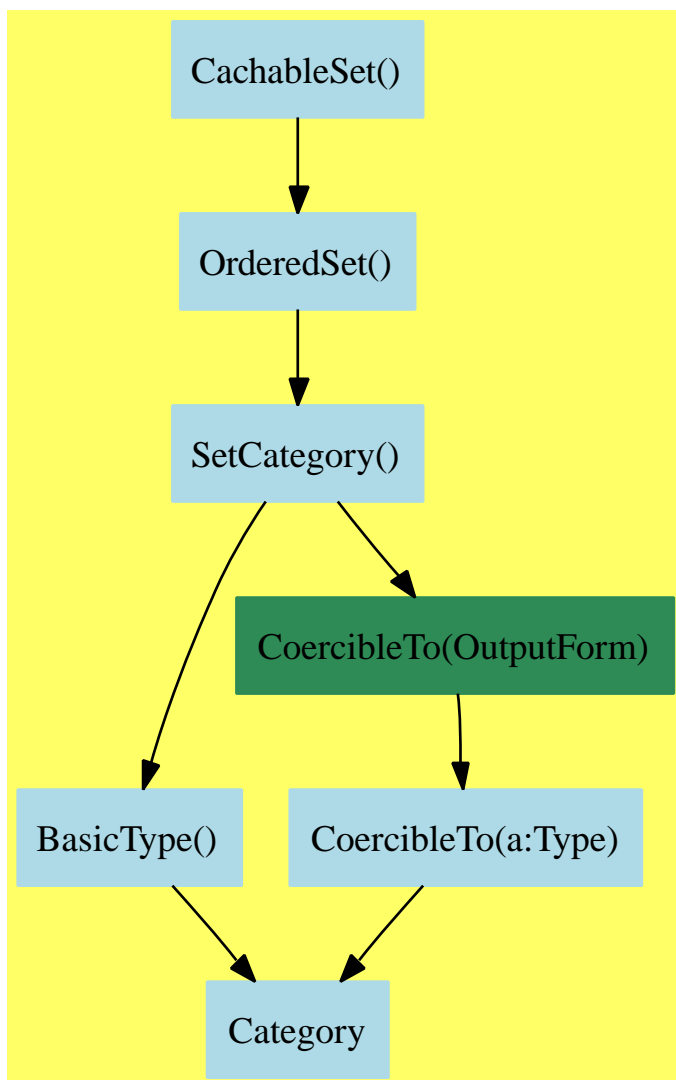 CachableSet()
OrderedSet()
SetCategory()
CoercibleTo(OutputForm)
BasicType()
CoercibleTo(a:Type)
Category